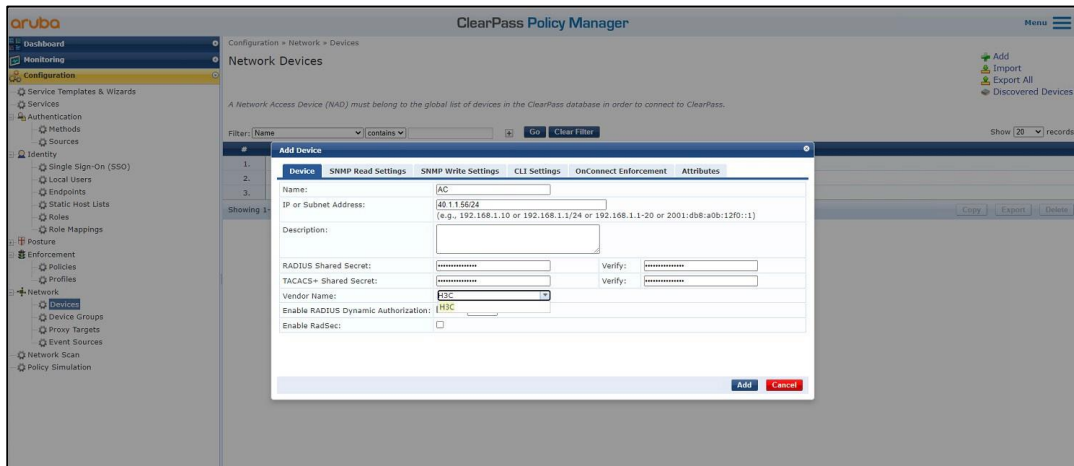 aruba
ClearPass Policy Manager
Menu
Dashboard
Monitoring
Configuration
Service Templates & Wizards
Services
Authentication
Methods
Sources
Identity
Single Sign-On (SSO)
Local Users
Endpoints
Static Host Lists
Roles
Role Mappings
Posture
Enforcement
Policies
Profiles
Network
Devices
Device Groups
Proxy Targets
Event Sources
Network Scan
Policy Simulation
Configuration » Network » Devices
Network Devices
Add
Import
Export All
Discovered Devices
A Network Access Device (NAD) must belong to the global list of devices in the ClearPass database in order to connect to ClearPass.
Filter: Name contains Go Clear Filter Show 20 records
#
1.
2.
3.
Showing 1-
Copy Export Delete
Add Device
Device SNMP Read Settings SNMP Write Settings CLI Settings OnConnect Enforcement Attributes
Name: AC
IP or Subnet Address: 40.1.1.56/24
(e.g., 192.168.1.10 or 192.168.1.1/24 or 192.168.1.1-20 or 2001:db8:a0b:12f0::1)
Description:
RADIUS Shared Secret: Verify:
TACACS+ Shared Secret: Verify:
Vendor Name: H3C
H3C
Enable RADIUS Dynamic Authorization:
Enable RadSec:
Add Cancel